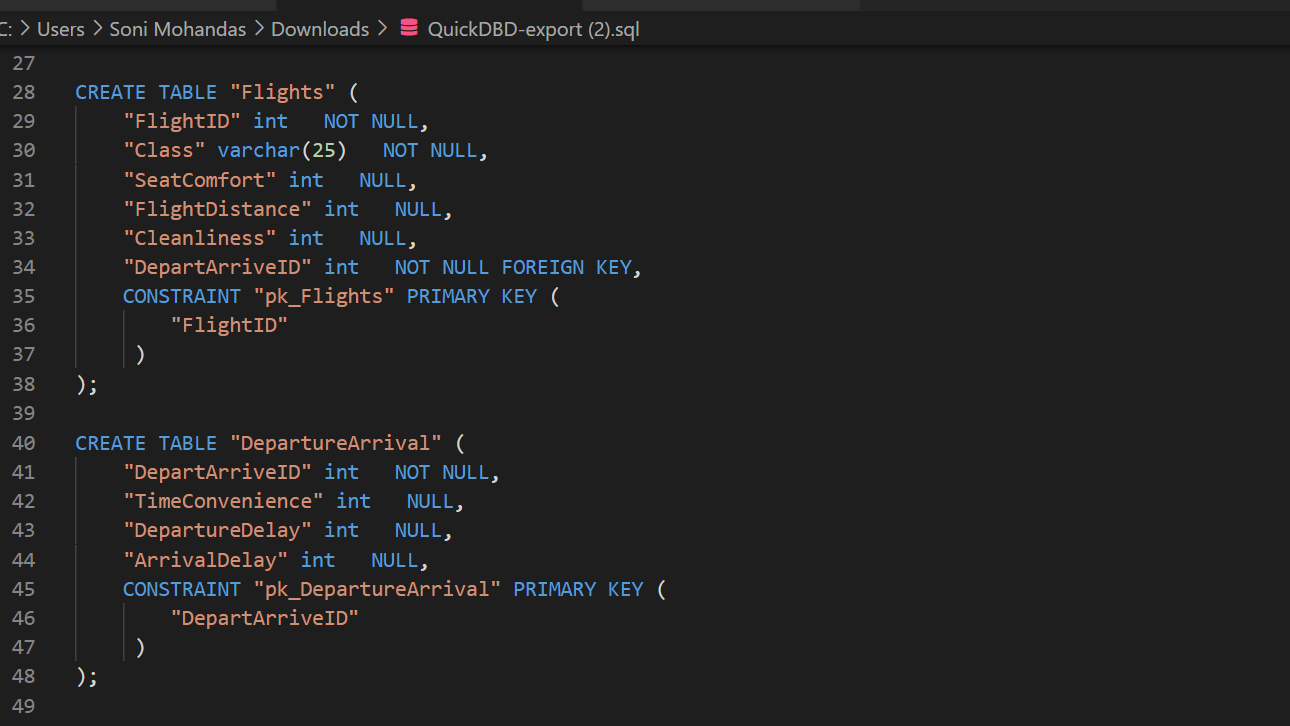 C: > Users > Soni Mohandas > Downloads > QuickDBD-export (2).sql
27
28 CREATE TABLE "Flights" (
29     "FlightID" int   NOT NULL,
30     "Class" varchar(25)   NOT NULL,
31     "SeatComfort" int   NULL,
32     "FlightDistance" int   NULL,
33     "Cleanliness" int   NULL,
34     "DepartArriveID" int   NOT NULL FOREIGN KEY,
35     CONSTRAINT "pk_Flights" PRIMARY KEY (
36         "FlightID"
37      )
38 );
39
40 CREATE TABLE "DepartureArrival" (
41     "DepartArriveID" int   NOT NULL,
42     "TimeConvenience" int   NULL,
43     "DepartureDelay" int   NULL,
44     "ArrivalDelay" int   NULL,
45     CONSTRAINT "pk_DepartureArrival" PRIMARY KEY (
46         "DepartArriveID"
47      )
48 );
49